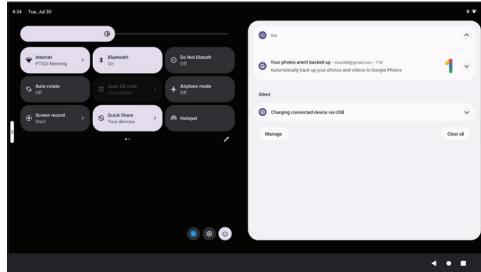 4:34 Tue, Jul 30
Internet
PTSGI-Meeting
Bluetooth
On
Do Not Disturb
Off
Auto-rotate
Off
Scan QR code
Unavailable
Airplane mode
Off
Screen record
Start
Quick Share
Your devices
Hotspot
Your photos aren't backed up
Automatically back up your photos and videos to Google Photos
Silent
Charging connected device via USB
Manage
Clear all